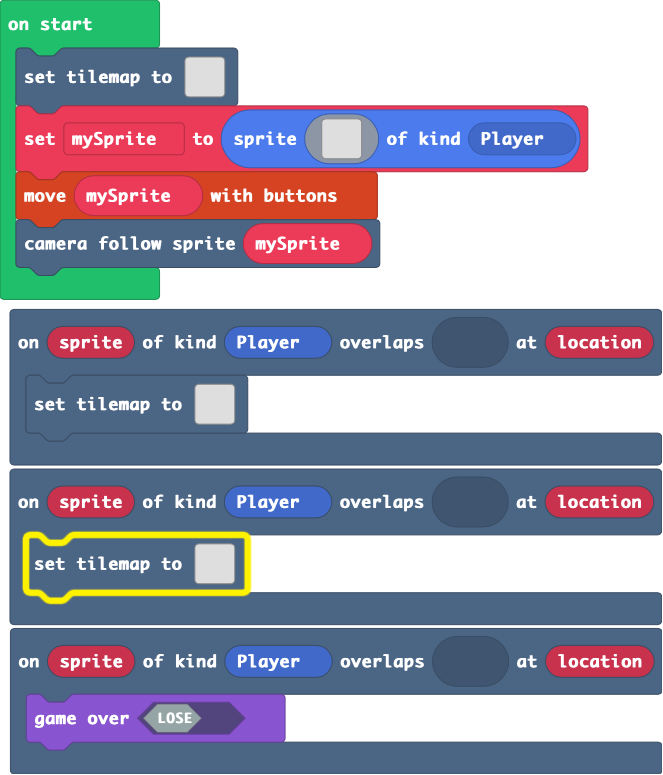 on start
set tilemap to
set mySprite to sprite of kind Player
move mySprite with buttons
camera follow sprite mySprite
on sprite of kind Player overlaps at location
set tilemap to
on sprite of kind Player overlaps at location
set tilemap to
on sprite of kind Player overlaps at location
game over LOSE